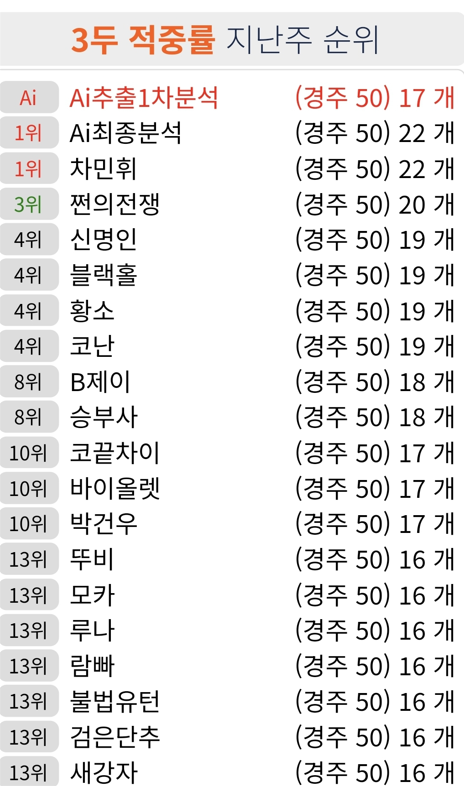 3두 적중률 지난주 순위
Ai Ai추출1차분석 (경주 50) 17 개
1위 Ai최종분석 (경주 50) 22 개
1위 차민휘 (경주 50) 22 개
3위 쩐의전쟁 (경주 50) 20 개
4위 신명인 (경주 50) 19 개
4위 블랙홀 (경주 50) 19 개
4위 황소 (경주 50) 19 개
4위 코난 (경주 50) 19 개
8위 B제이 (경주 50) 18 개
8위 승부사 (경주 50) 18 개
10위 코끝차이 (경주 50) 17 개
10위 바이올렛 (경주 50) 17 개
10위 박건우 (경주 50) 17 개
13위 뚜비 (경주 50) 16 개
13위 모카 (경주 50) 16 개
13위 루나 (경주 50) 16 개
13위 람빠 (경주 50) 16 개
13위 불법유턴 (경주 50) 16 개
13위 검은단추 (경주 50) 16 개
13위 새강자 (경주 50) 16 개